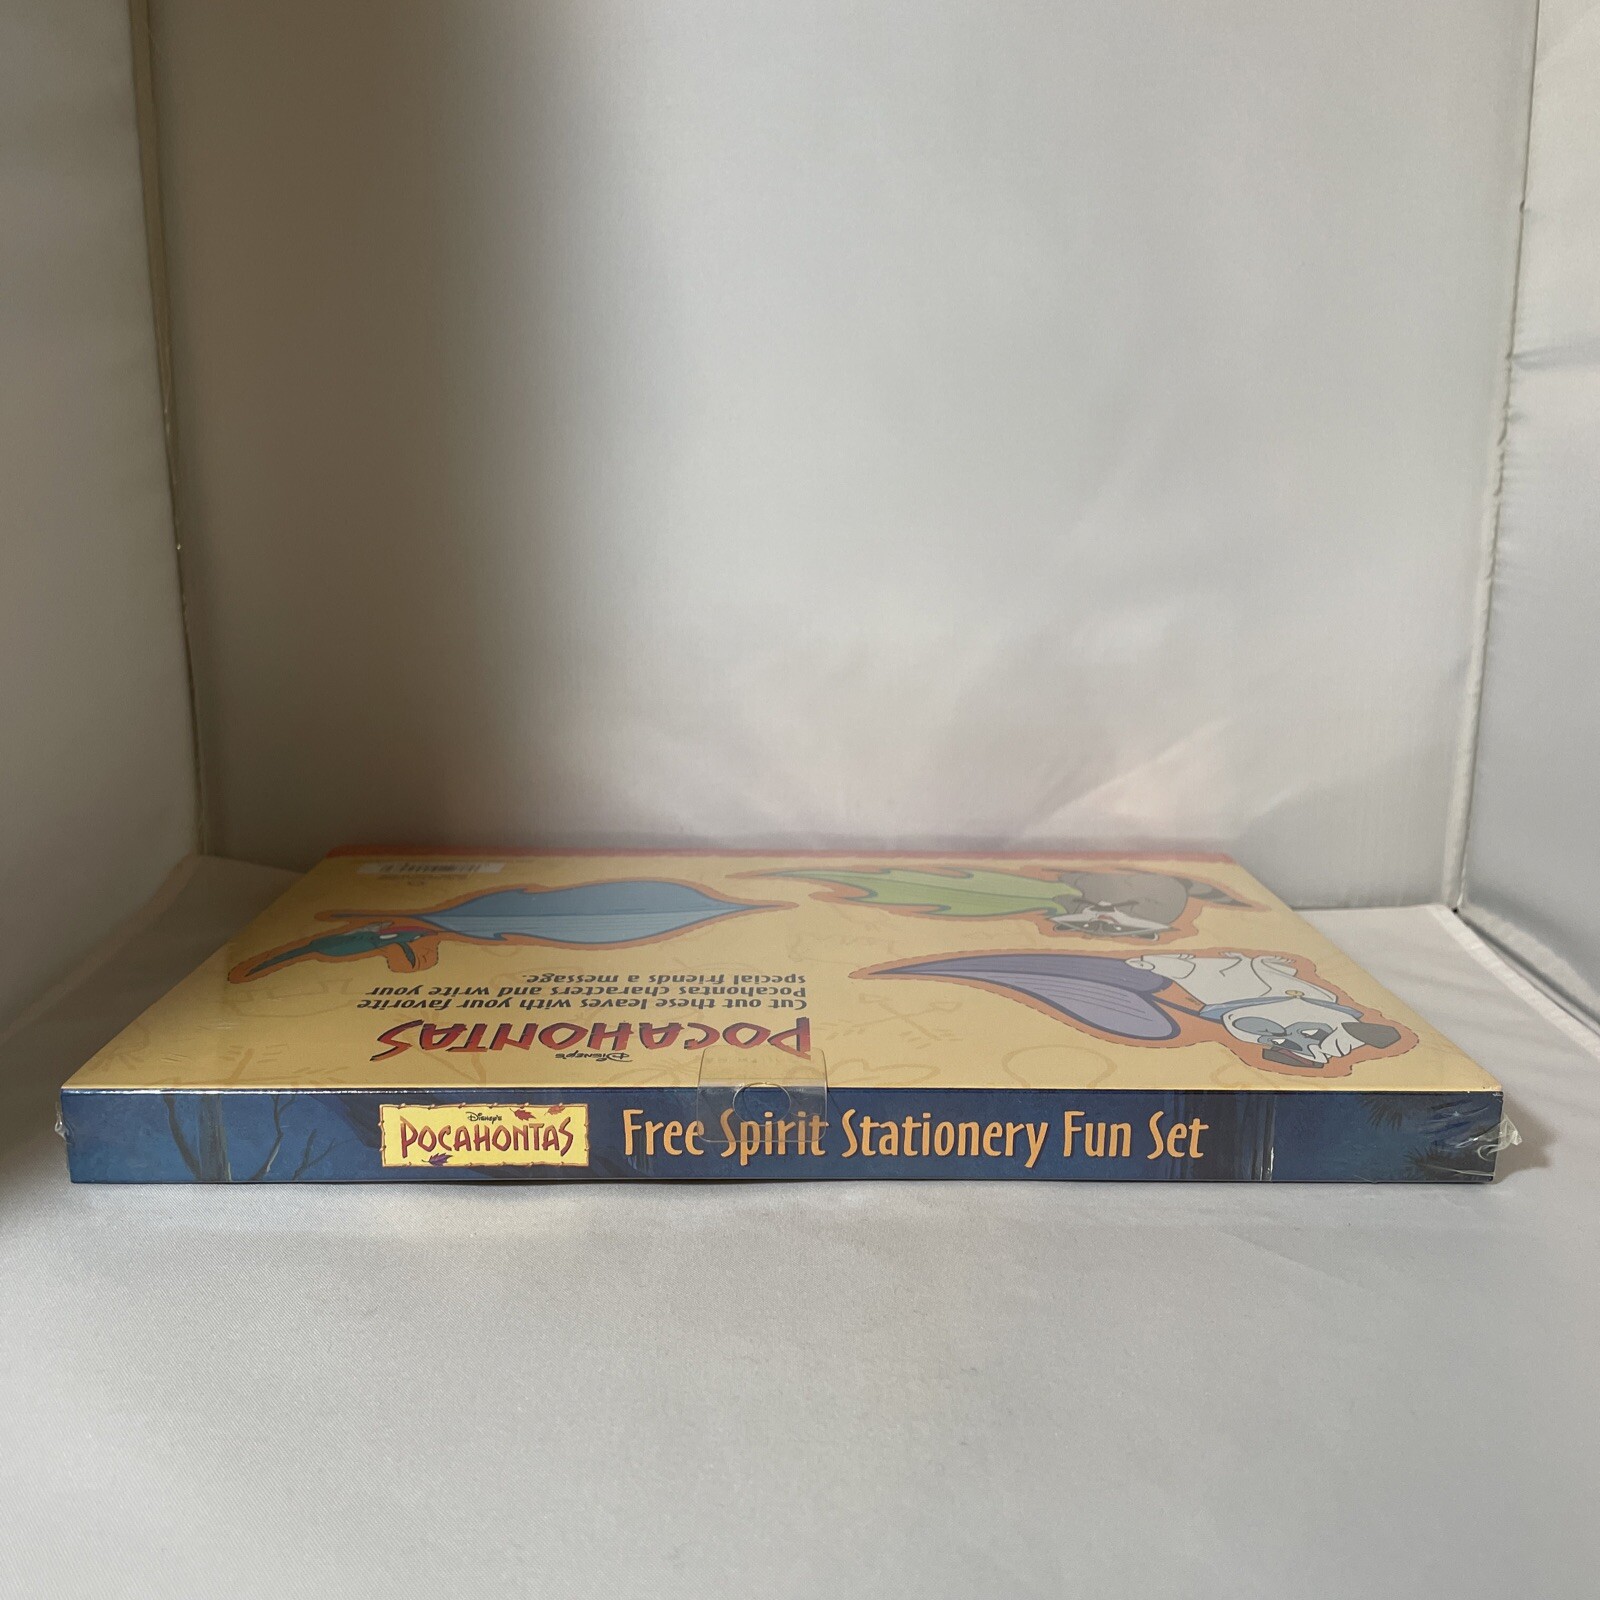 Disney's
POCAHONTAS
Cut out these leaves with your favorite
Pocahontas characters and write your
special friends a message.
Disney's
POCAHONTAS
Free Spirit Stationery Fun Set